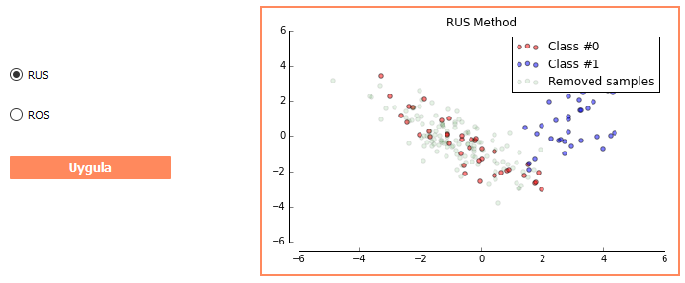 RUS
ROS
Uygula
RUS Method
Class #0
Class #1
Removed samples
6
4
2
0
−2
−4
−6
−6 −4 −2 0 2 4 6